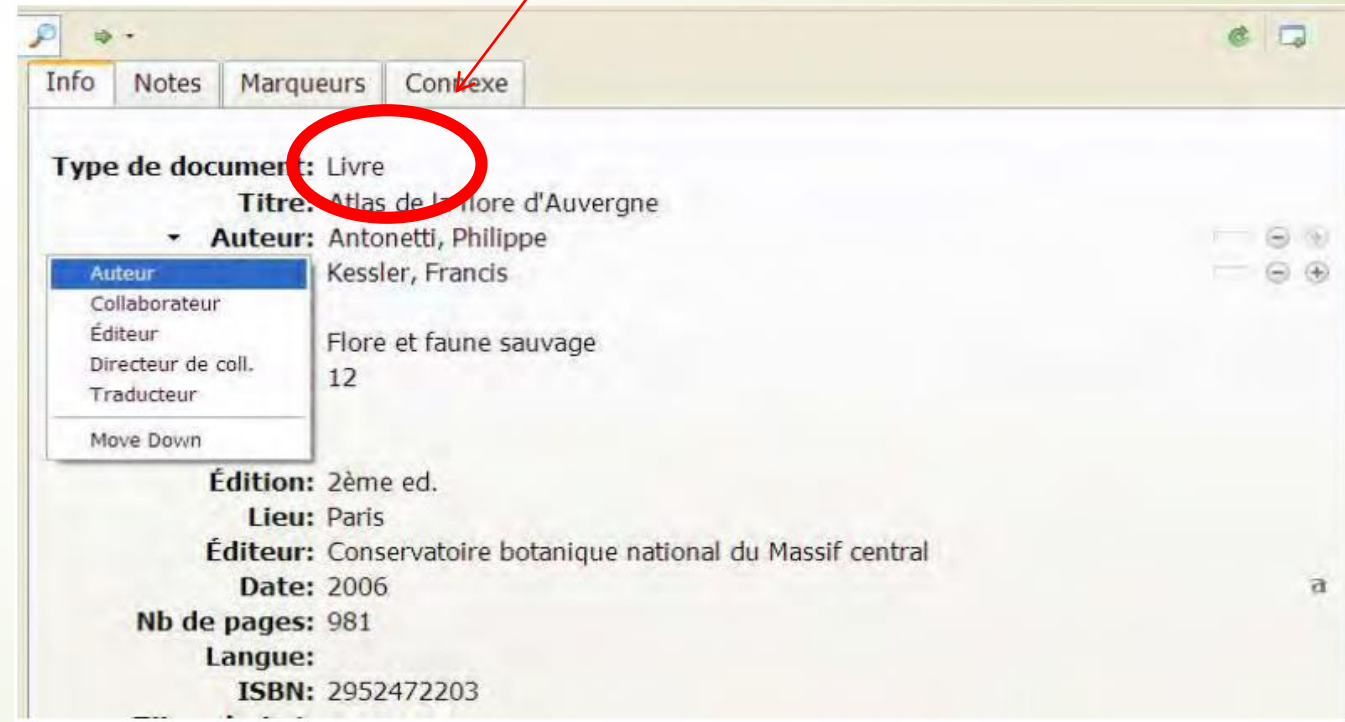 Info Notes Marqueurs Connexe
Type de document: Livre
Titre: Atlas de la flore d'Auvergne
Auteur: Antonetti, Philippe
Auteur Kessler, Francis
Collaborateur
Éditeur Flore et faune sauvage
Directeur de coll. 12
Traducteur
Move Down
Édition: 2ème ed.
Lieu: Paris
Éditeur: Conservatoire botanique national du Massif central
Date: 2006 a
Nb de pages: 981
Langue:
ISBN: 2952472203